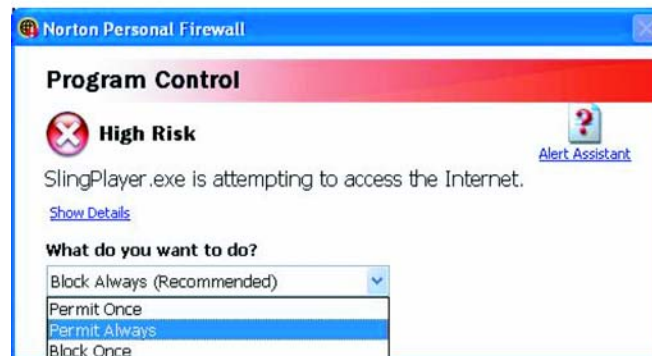 Norton Personal Firewall
Program Control
High Risk
Alert Assistant
SlingPlayer.exe is attempting to access the Internet.
Show Details
What do you want to do?
Block Always (Recommended)
Permit Once
Permit Always
Block Once